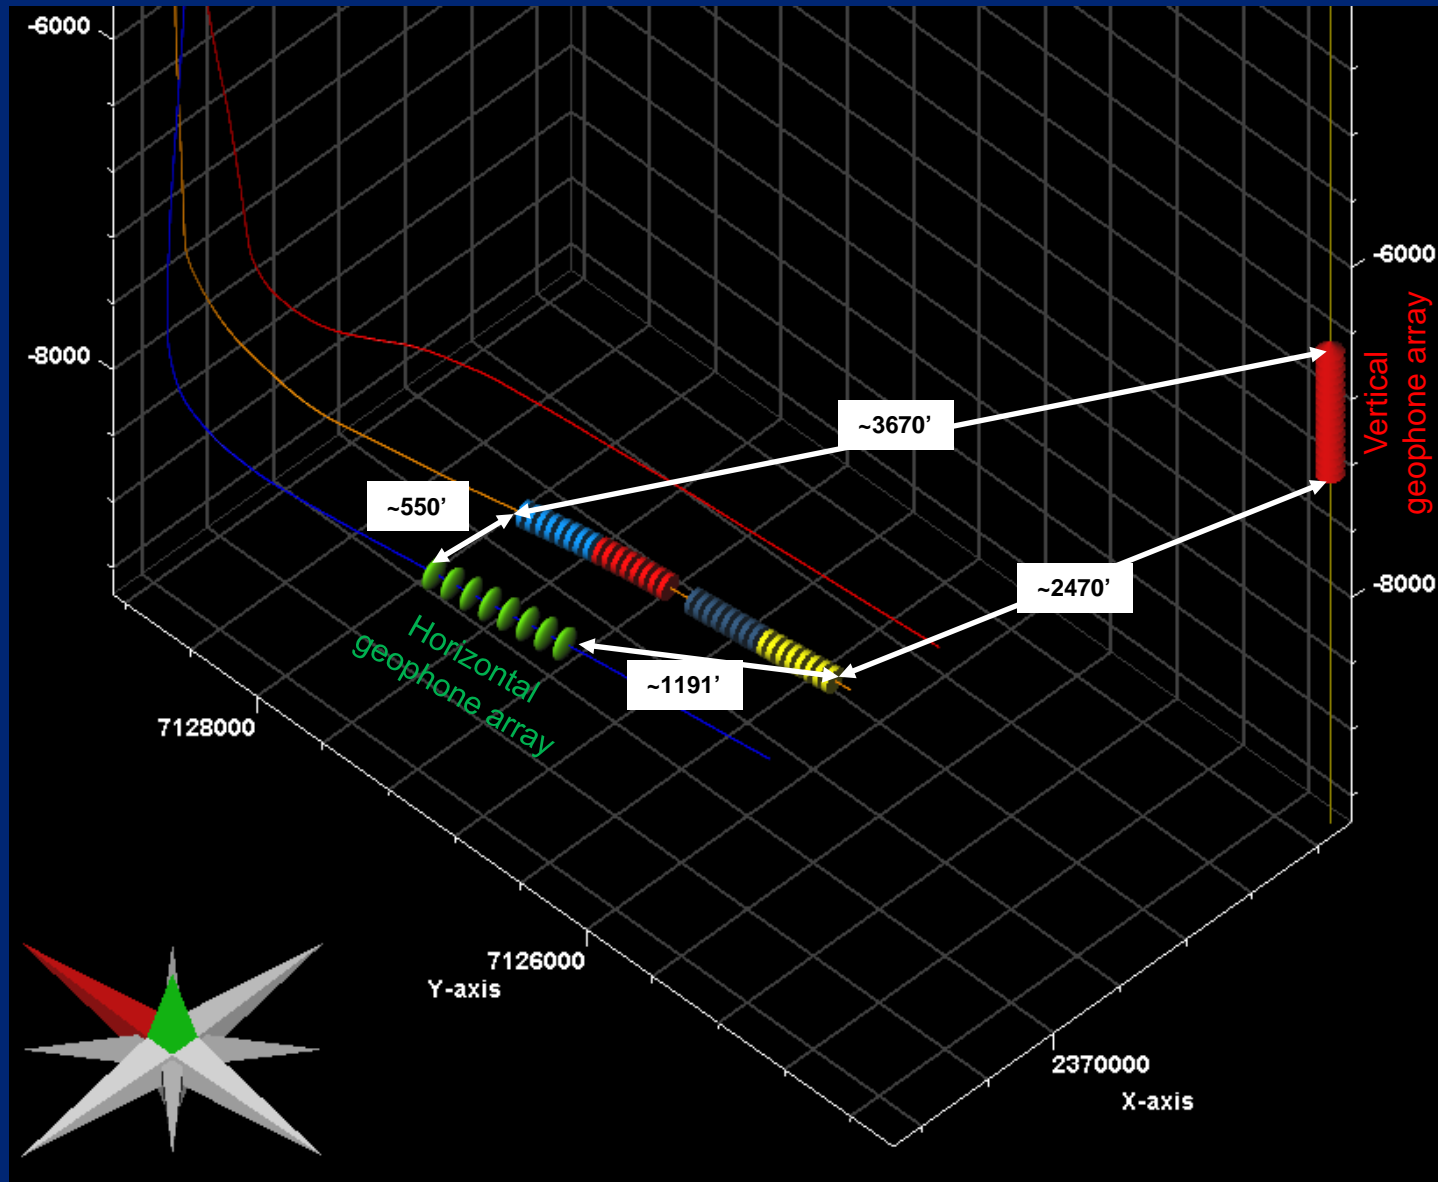 -6000
-8000
-6000
-8000
Vertical
geophone array
~3670’
~550’
~2470’
~1191’
Horizontal
geophone array
7128000
7126000
Y-axis
2370000
X-axis